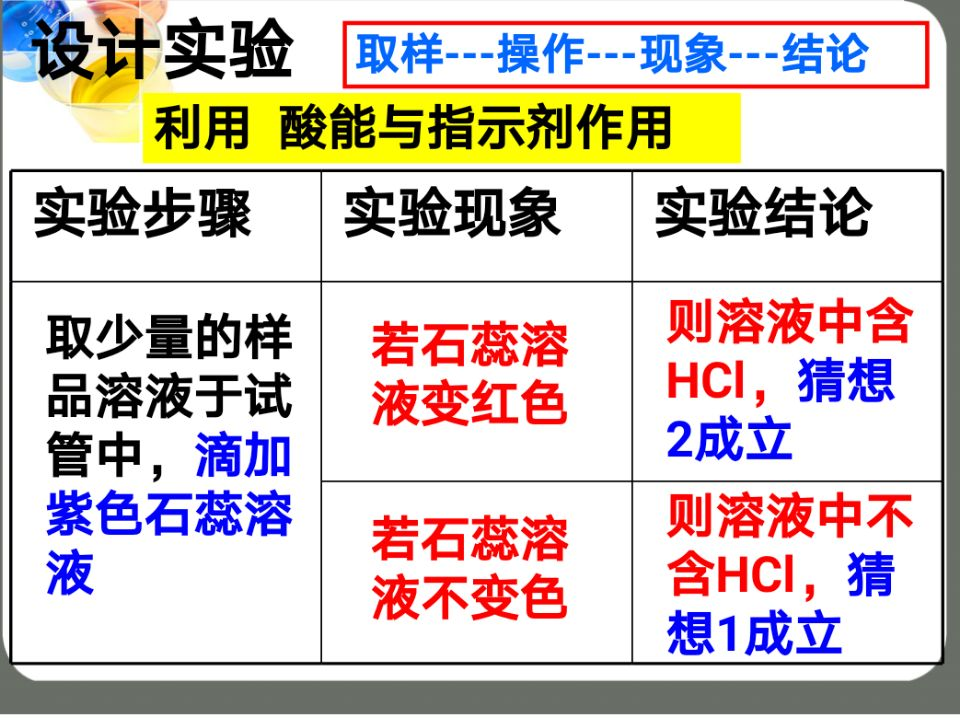 设计实验
取样---操作---现象---结论
利用 酸能与指示剂作用
实验步骤 实验现象 实验结论
取少量的样
品溶液于试
管中，滴加
紫色石蕊溶
液
若石蕊溶
液变红色
则溶液中含
HCl，猜想
2成立
若石蕊溶
液不变色
则溶液中不
含HCl，猜
想1成立